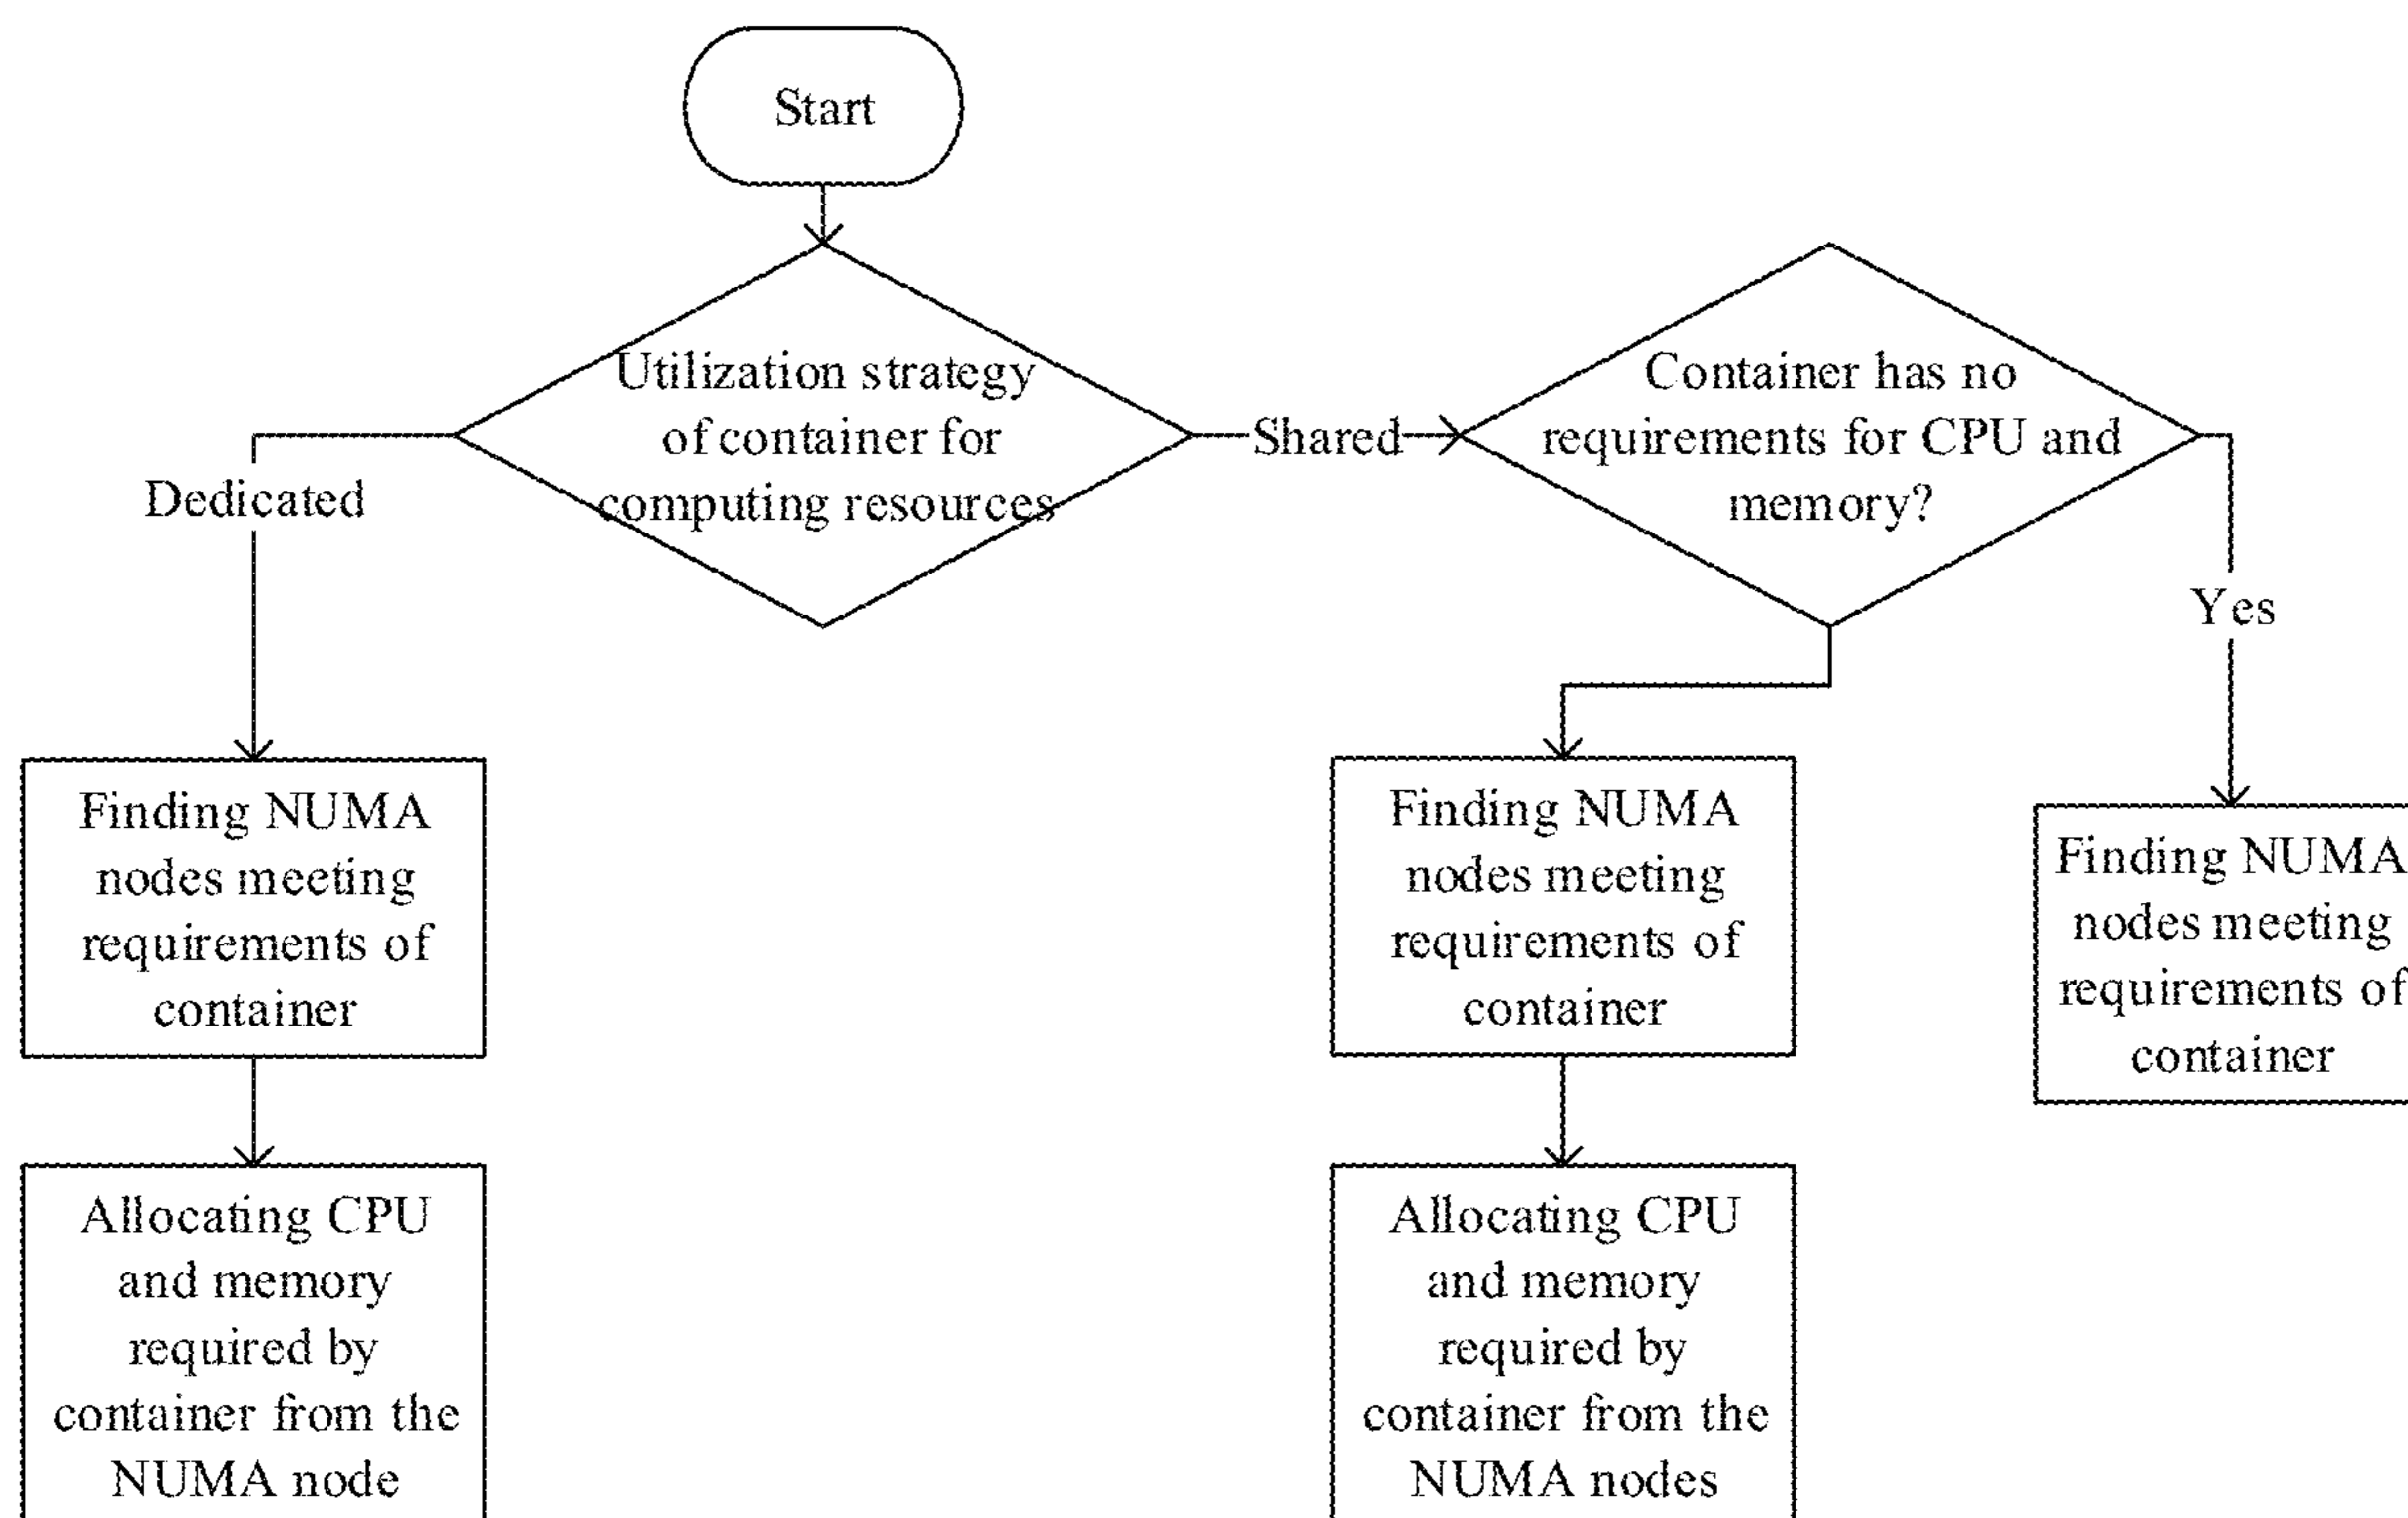 Start
Utilization strategy
of container for
computing resources
Dedicated
Shared
Container has no
requirements for CPU and
memory?
Yes
Finding NUMA
nodes meeting
requirements of
container
Finding NUMA
nodes meeting
requirements of
container
Finding NUMA
nodes meeting
requirements of
container
Allocating CPU
and memory
required by
container from the
NUMA node
Allocating CPU
and memory
required by
container from the
NUMA nodes